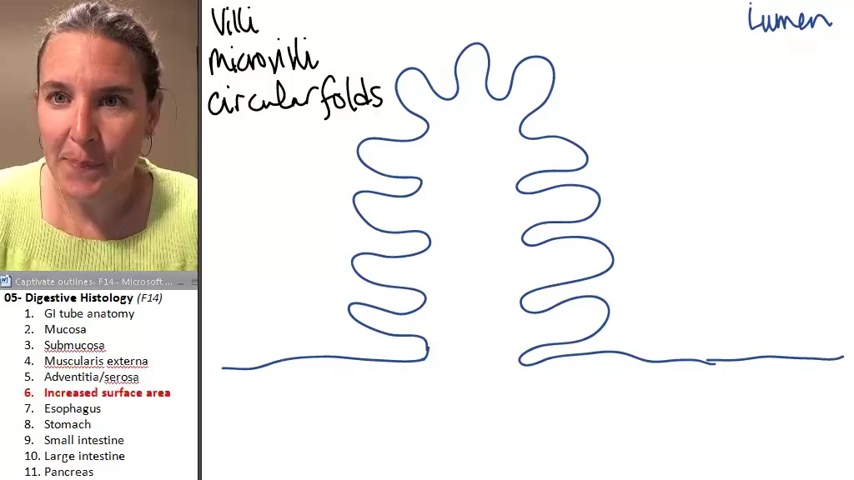 Villi
microvilli
circular folds
Lumen
Captivate outlines- F14 - Microsoft ...
05- Digestive Histology (F14)
1. GI tube anatomy
2. Mucosa
3. Submucosa
4. Muscularis externa
5. Adventitia/serosa
6. Increased surface area
7. Esophagus
8. Stomach
9. Small intestine
10. Large intestine
11. Pancreas